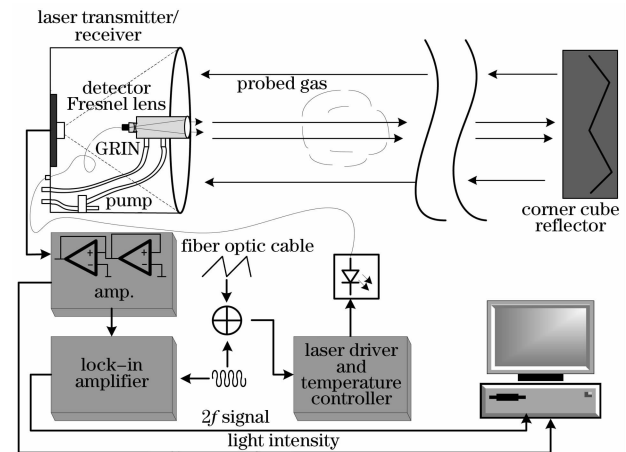 laser transmitter/
receiver
detector
Fresnel lens
GRIN
pump
probed gas
corner cube
reflector
fiber optic cable
amp.
lock-in
amplifier
laser driver
and
temperature
controller
2f signal
light intensity